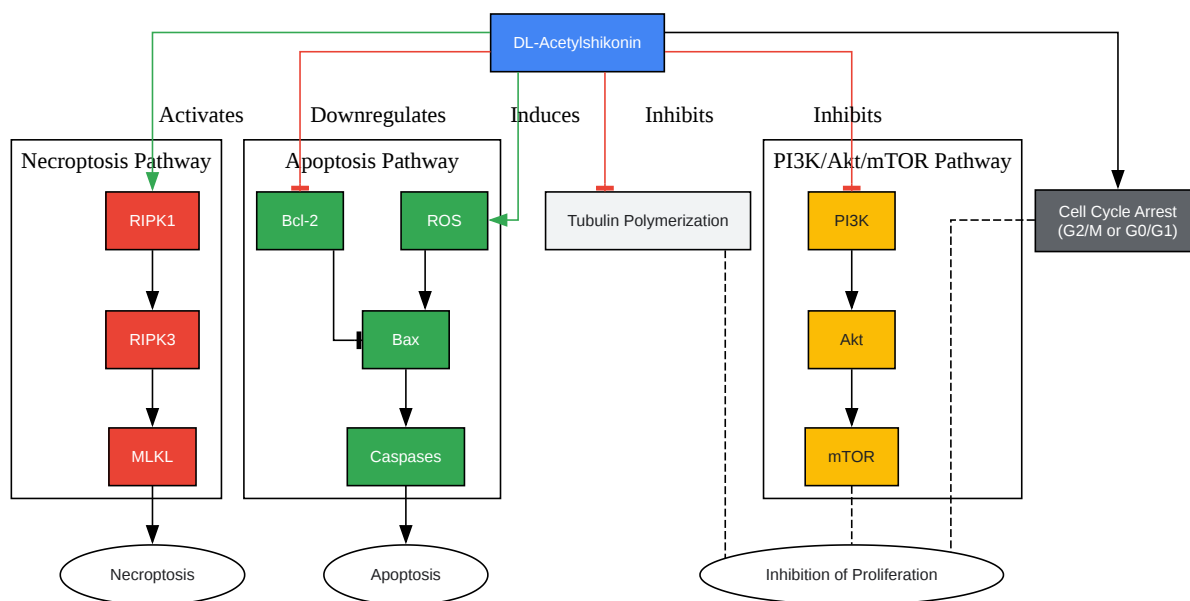 DL-Acetylshikonin
Activates
Downregulates
Induces
Inhibits
Inhibits
Necroptosis Pathway
Apoptosis Pathway
PI3K/Akt/mTOR Pathway
RIPK1
Bcl-2
ROS
Tubulin Polymerization
PI3K
Cell Cycle Arrest
(G2/M or G0/G1)
RIPK3
Bax
Akt
MLKL
Caspases
mTOR
Necroptosis
Apoptosis
Inhibition of Proliferation